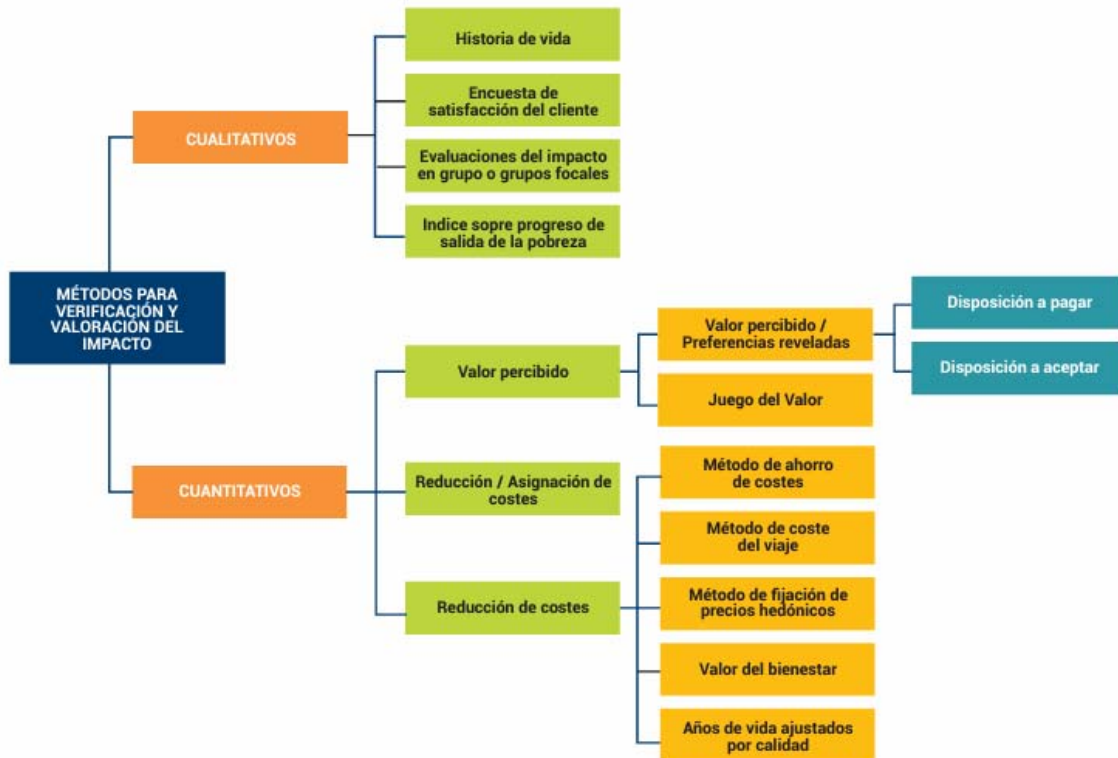 Historia de vida
Encuesta de
satisfacción del cliente
CUALITATIVOS
Evaluaciones del impacto
en grupo o grupos focales
Indice sopre progreso de
salida de la pobreza
MÉTODOS PARA
VERIFICACIÓN Y
VALORACIÓN DEL
IMPACTO
Valor percibido /
Preferencias reveladas
Disposición a pagar
Disposición a aceptar
Valor percibido
Juego del Valor
CUANTITATIVOS
Reducción / Asignación de
costes
Método de ahorro
de costes
Método de coste
del viaje
Reducción de costes
Método de fijación de
precios hedónicos
Valor del bienestar
Años de vida ajustados
por calidad